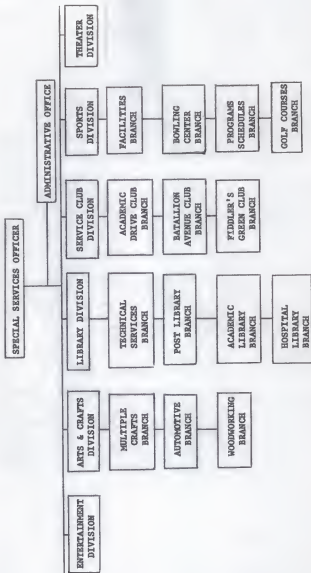 SPECIAL SERVICES OFFICER
ADMINISTRATIVE OFFICE
ENTERTAINMENT
DIVISION
ARTS & CRAFTS
DIVISION
MULTIPLE
CRAFTS
BRANCH
AUTOMOTIVE
BRANCH
WOODWORKING
BRANCH
LIBRARY DIVISION
TECHNICAL
SERVICES
BRANCH
POST LIBRARY
BRANCH
ACADEMIC
LIBRARY
BRANCH
HOSPITAL
LIBRARY
BRANCH
SERVICE CLUB
DIVISION
ACADEMIC
DRIVE CLUB
BRANCH
BATALLION
AVENUE CLUB
BRANCH
FIDDLER'S
GREEN CLUB
BRANCH
SPORTS
DIVISION
FACILITIES
BRANCH
BOWLING
CENTER
BRANCH
PROGRAMS
SCHEDULES
BRANCH
GOLF COURSES
BRANCH
THEATER
DIVISION